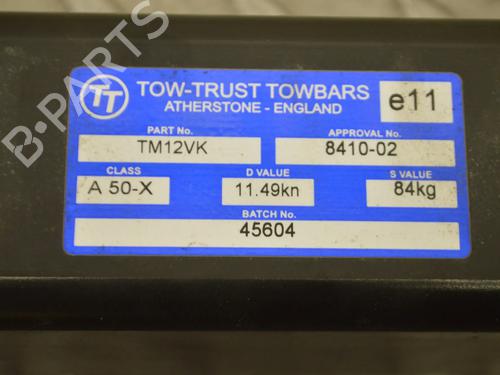 B-PARTS
TT
TOW-TRUST TOWBARS
ATHERSTONE - ENGLAND
e11
PART No.
APPROVAL No.
TM12VK
8410-02
CLASS
D VALUE
S VALUE
A 50-X
11.49kn
84kg
BATCH No.
45604